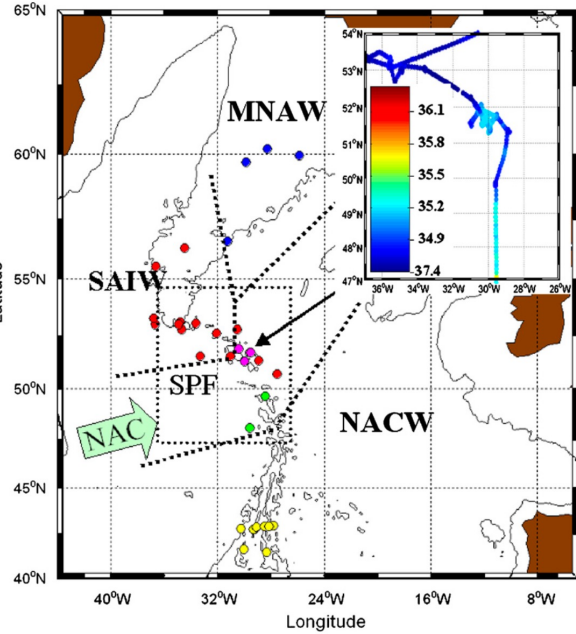 65°N
60°N
55°N
50°N
45°N
40°N
40°W
32°W
24°W
16°W
8°W
Longitude
MNAW
SAIW
SPF
NAC
NACW
54°N
53°N
52°N
51°N
50°N
49°N
48°N
47°N
36°W
34°W
32°W
30°W
28°W
26°W
36.1
35.8
35.5
35.2
34.9
37.4